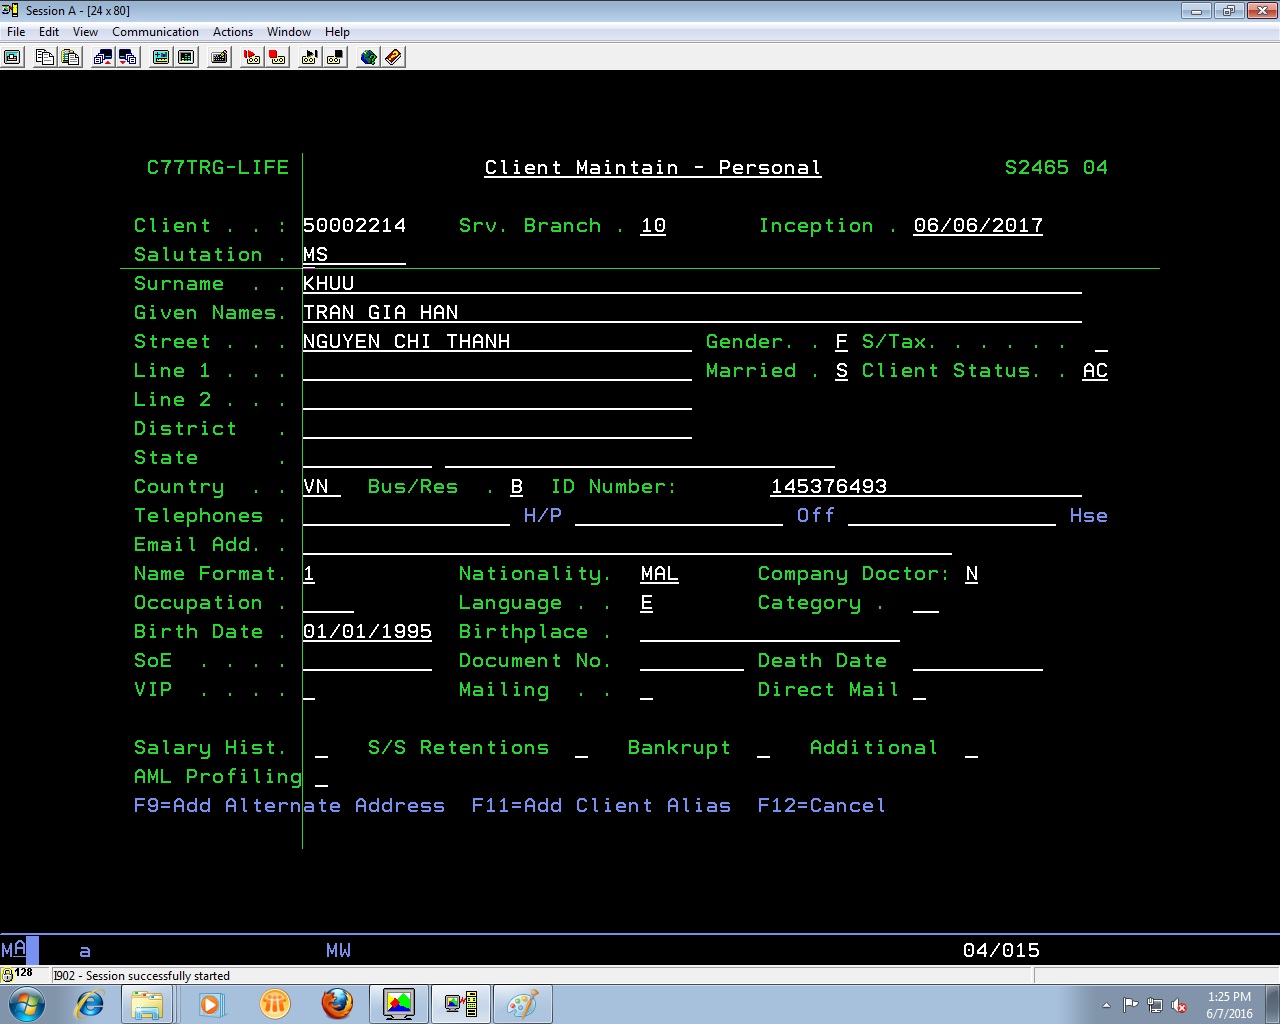 Session A - [24 x 80]
File Edit View Communication Actions Window Help
C77TRG-LIFE Client Maintain - Personal S2465 04
Client . . : 50002214 Srv. Branch . 10 Inception . 06/06/2017
Salutation . MS
Surname . . KHUU
Given Names. TRAN GIA HAN
Street . . . NGUYEN CHI THANH Gender. . F S/Tax. . . . . . _
Line 1 . . . Married . S Client Status. . AC
Line 2 . . .
District .
State .
Country . . VN Bus/Res . B ID Number: 145376493
Telephones . H/P Off Hse
Email Add. .
Name Format. 1 Nationality. MAL Company Doctor: N
Occupation . Language . . E Category .
Birth Date . 01/01/1995 Birthplace .
SoE . . . . Document No. Death Date
VIP . . . . _ Mailing . . _ Direct Mail _
Salary Hist. _ S/S Retentions _ Bankrupt _ Additional _
AML Profiling _
F9=Add Alternate Address F11=Add Client Alias F12=Cancel
MA a MW 04/015
128 I902 - Session successfully started
1:25 PM
6/7/2016